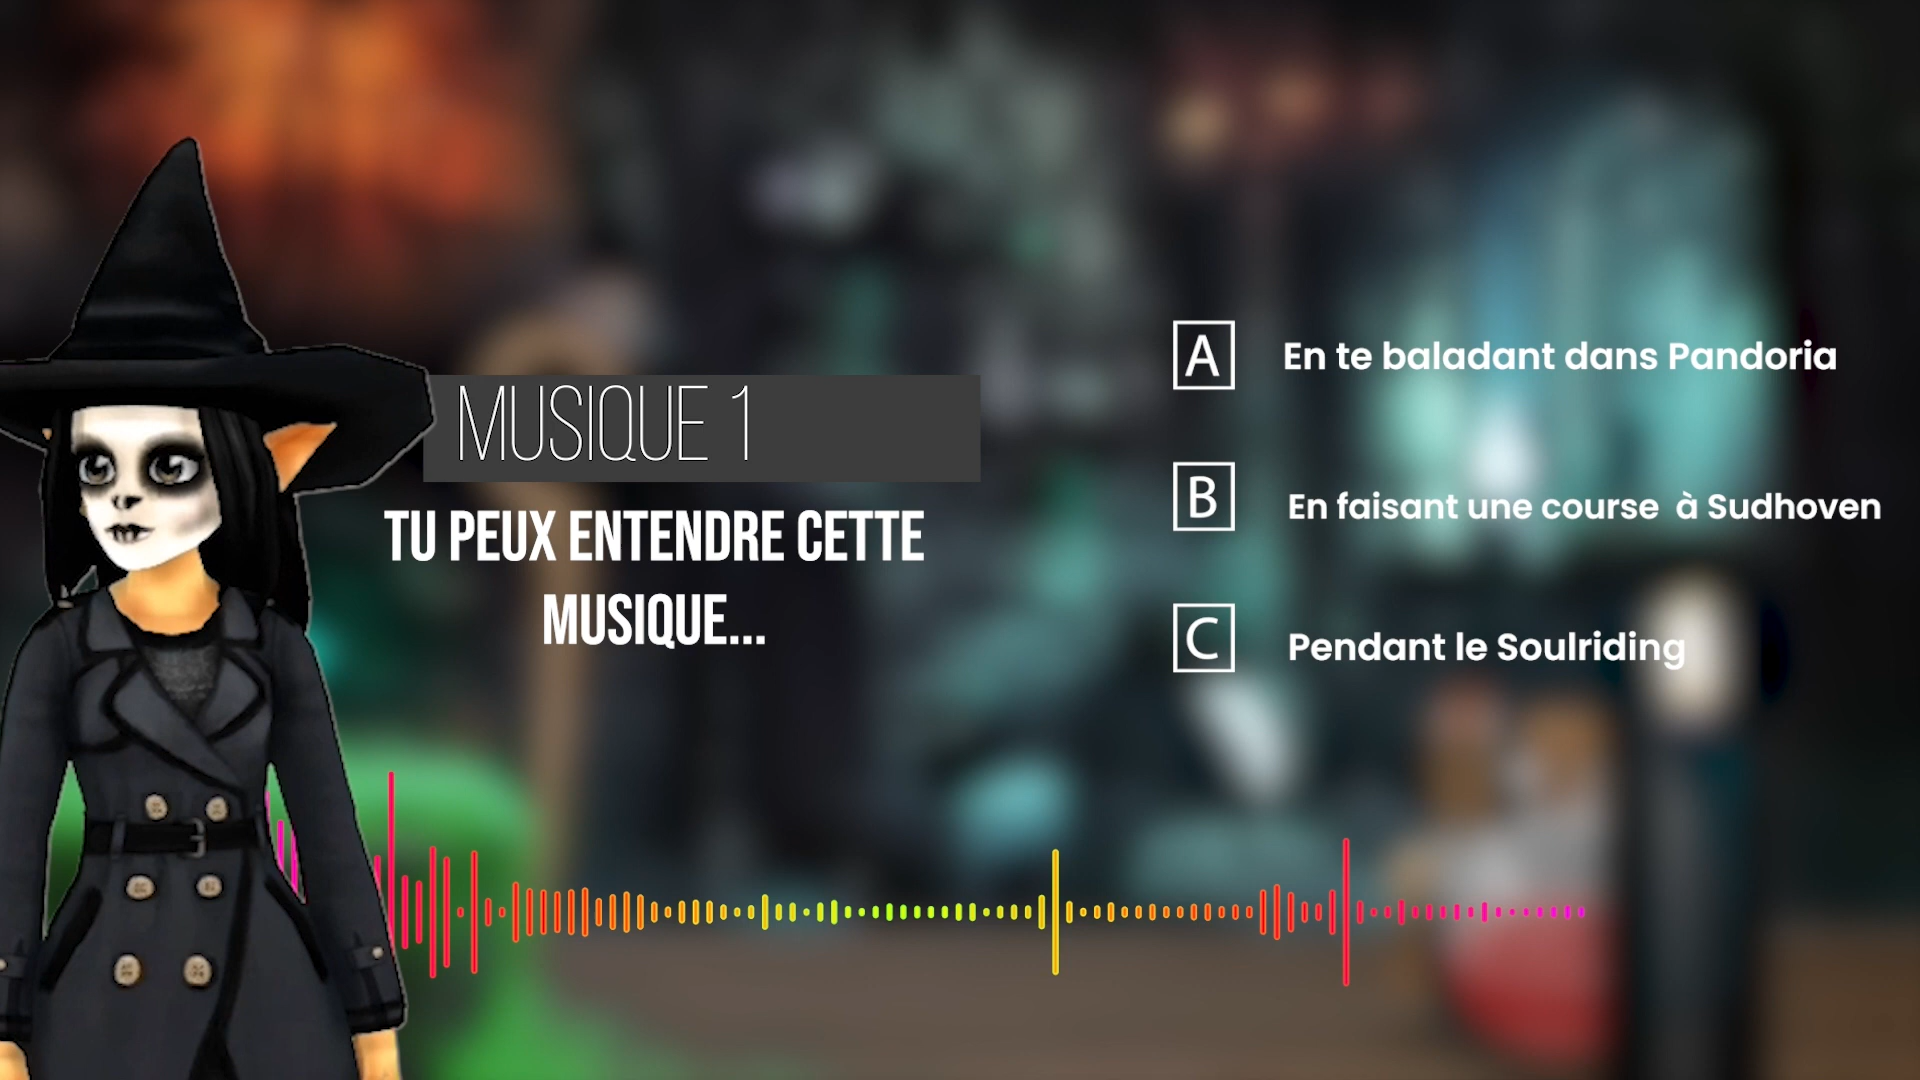 MUSIQUE 1
TU PEUX ENTENDRE CETTE
MUSIQUE...
A En te baladant dans Pandoria
B En faisant une course à Sudhoven
C Pendant le Soulriding